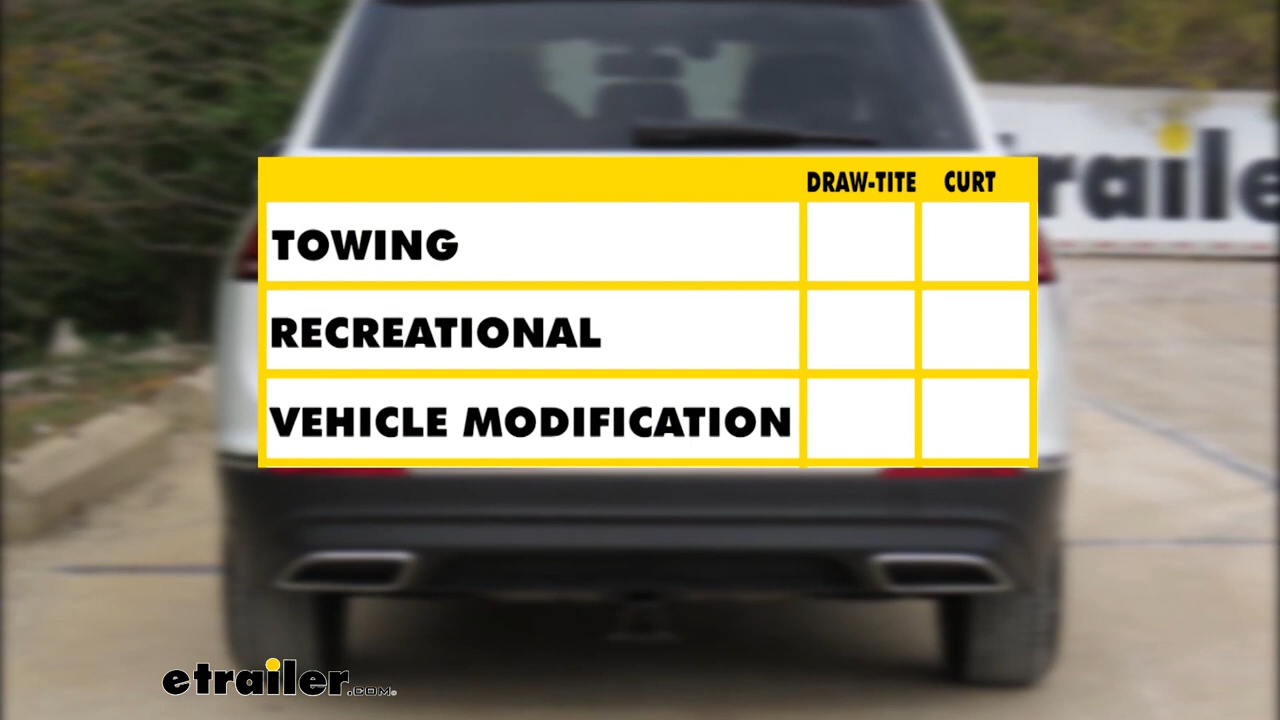 DRAW-TITE CURT
TOWING
RECREATIONAL
VEHICLE MODIFICATION
etrailer.COM